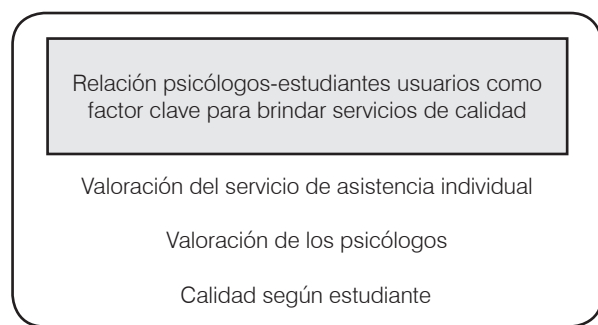 Relación psicólogos-estudiantes usuarios como
factor clave para brindar servicios de calidad
Valoración del servicio de asistencia individual
Valoración de los psicólogos
Calidad según estudiante